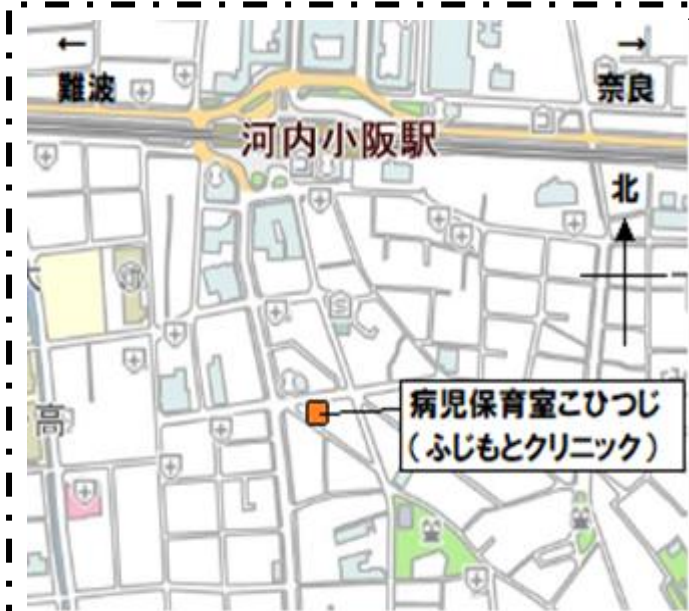 ← →
難波 奈良
河内小阪駅
北
病児保育室こひつじ
(ふじもとクリニック)
高